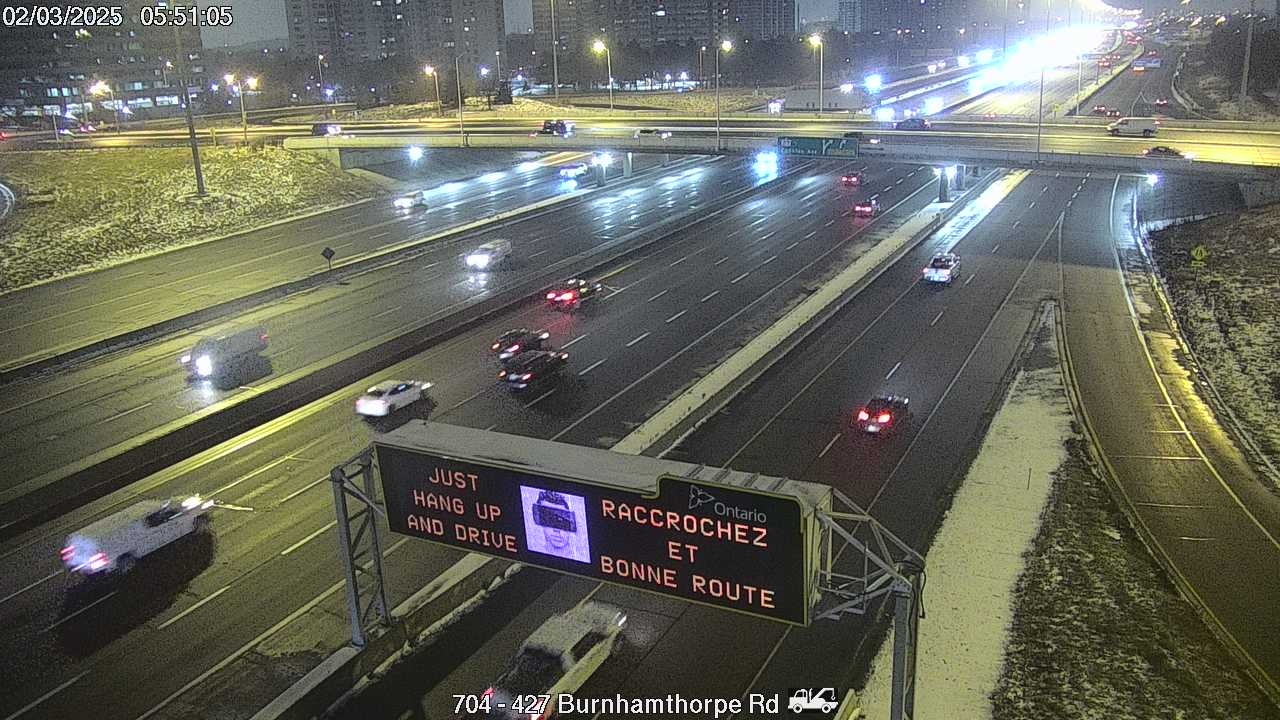 02/03/2025 05:51:05
JUST
HANG UP
AND DRIVE
RACCROCHEZ
ET
BONNE ROUTE
Ontario
704 - 427 Burnhamthorpe Rd